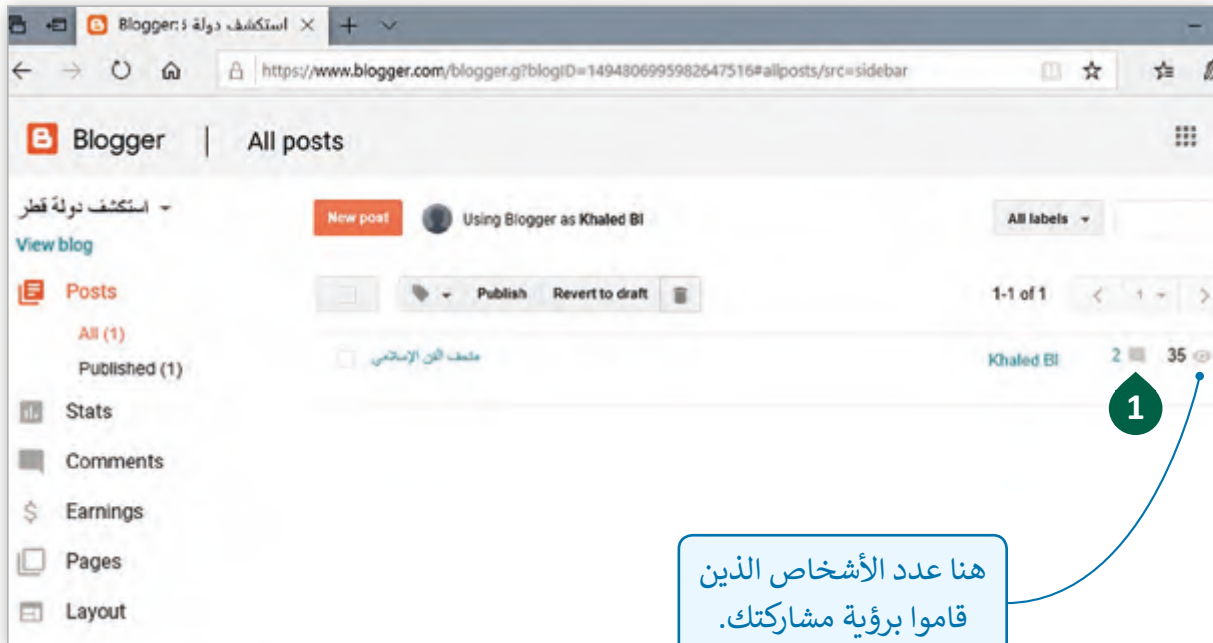 Blogger: استكشف دولة
https://www.blogger.com/blogger.g?blogID=1494806995982647516#allposts/src=sidebar
Blogger | All posts
استكشف دولة قطر
View blog
New post Using Blogger as Khaled Bl All labels
Posts
Publish Revert to draft 1-1 of 1 1
All (1)
متحف الفن الإسلامي Khaled Bl 2 35
Published (1)
1
Stats
Comments
Earnings
Pages
Layout
هنا عدد الأشخاص الذين
قاموا برؤية مشاركتك.